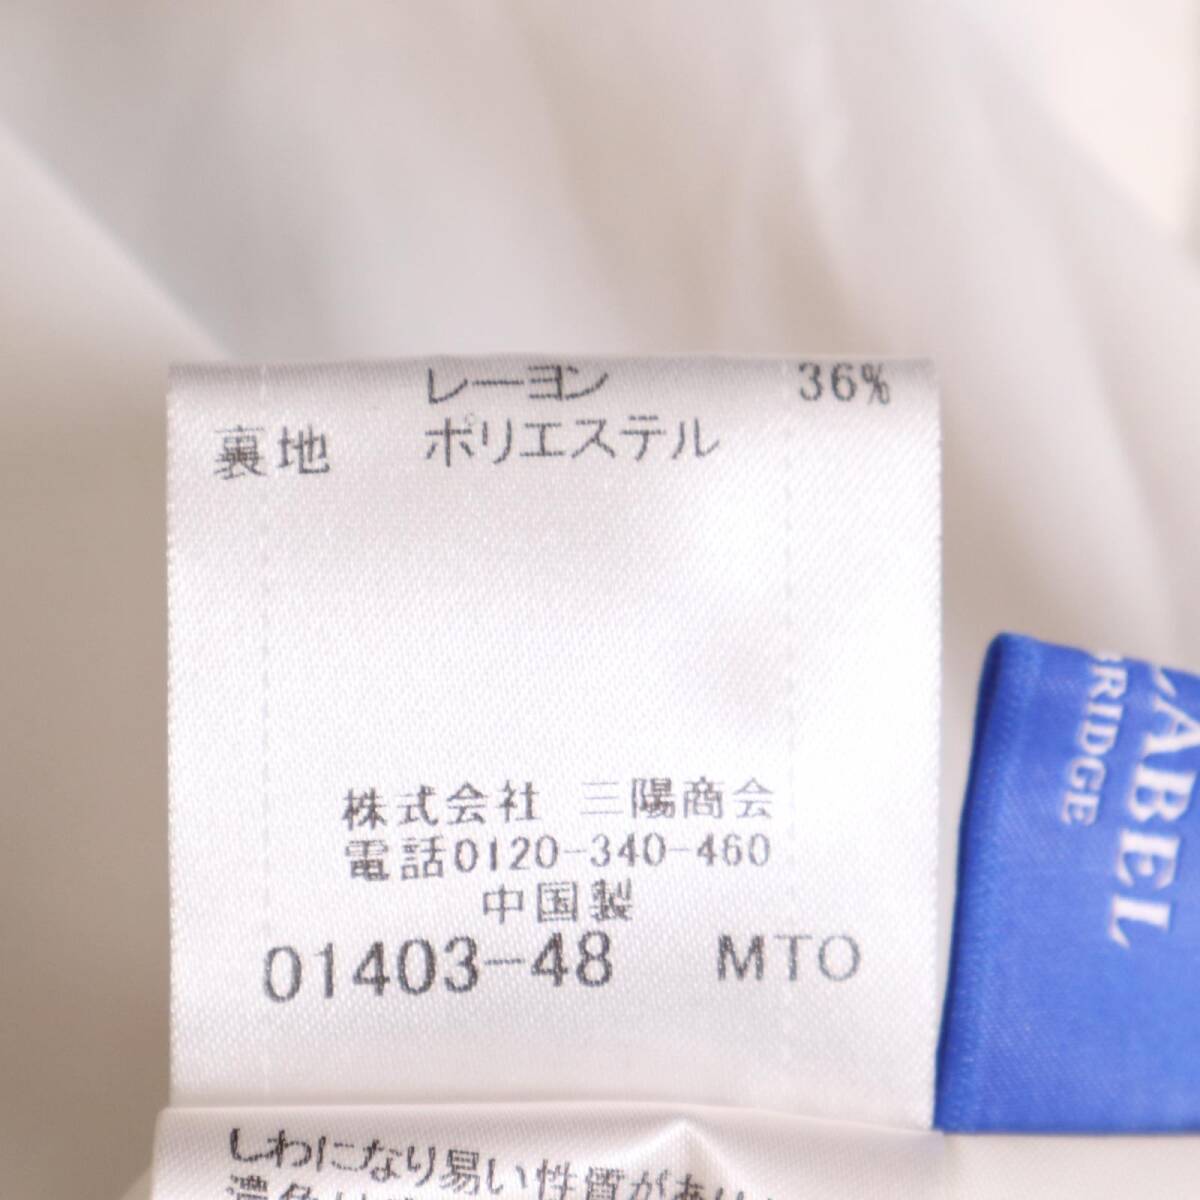 レーヨン 36%
裏地 ポリエステル
株式会社 三陽商会
電話0120-340-460
中国製
01403-48 MTO
しわになり易い性質があり
LABEL
BRIDGE